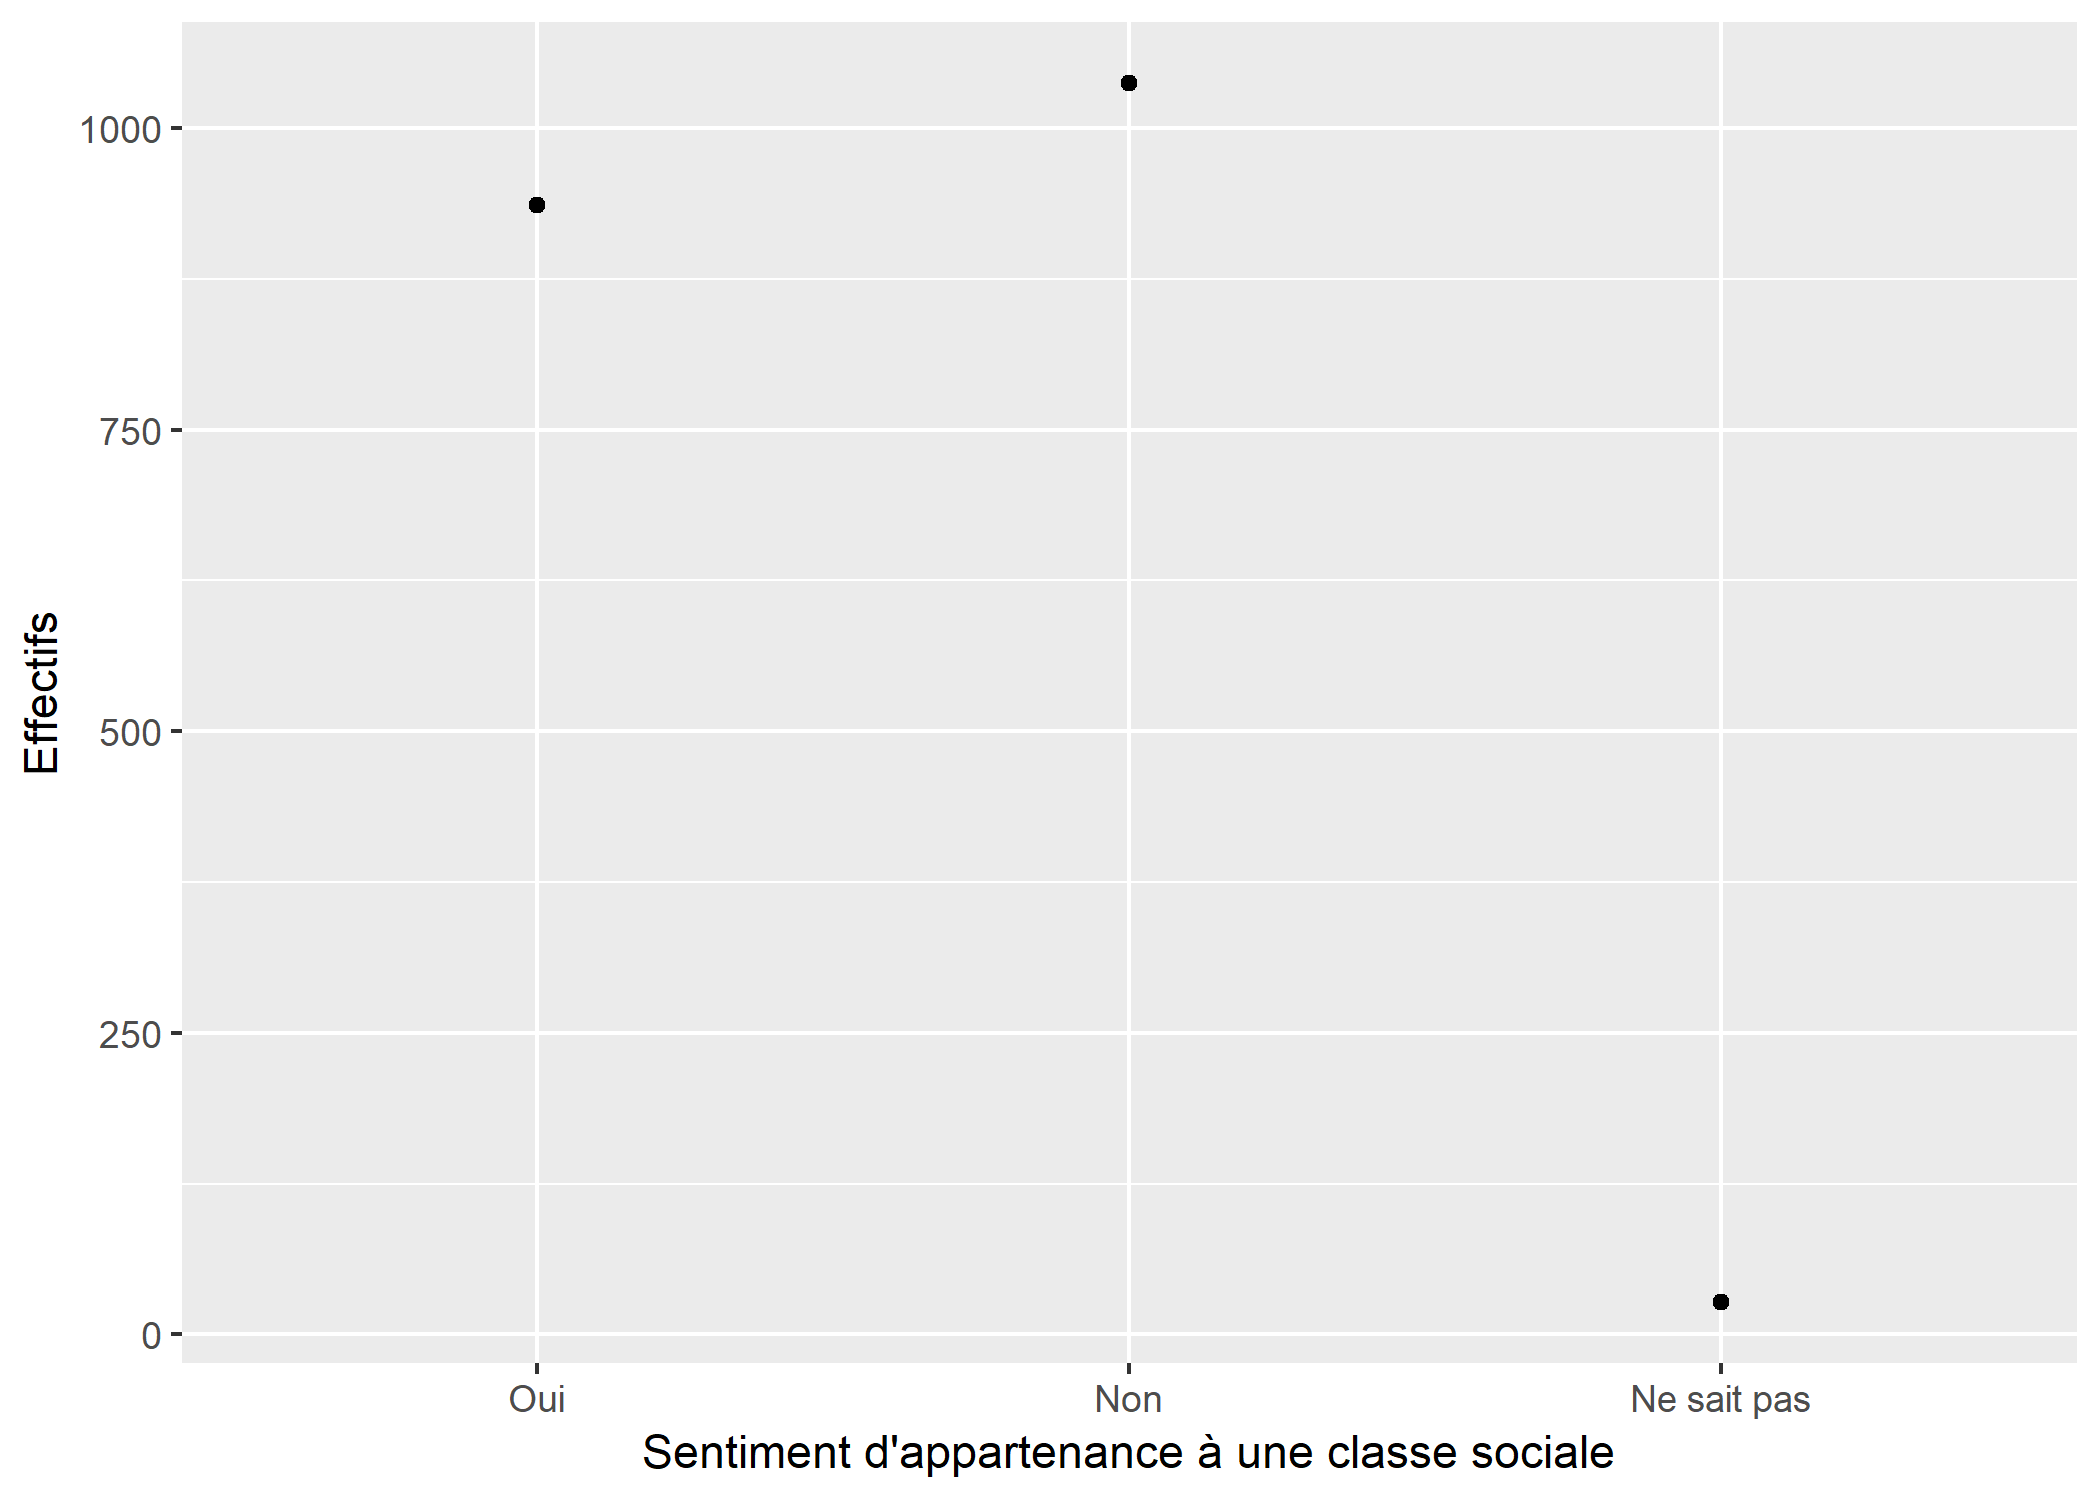 1000
750
500
250
0
Effectifs
Oui
Non
Ne sait pas
Sentiment d'appartenance à une classe sociale